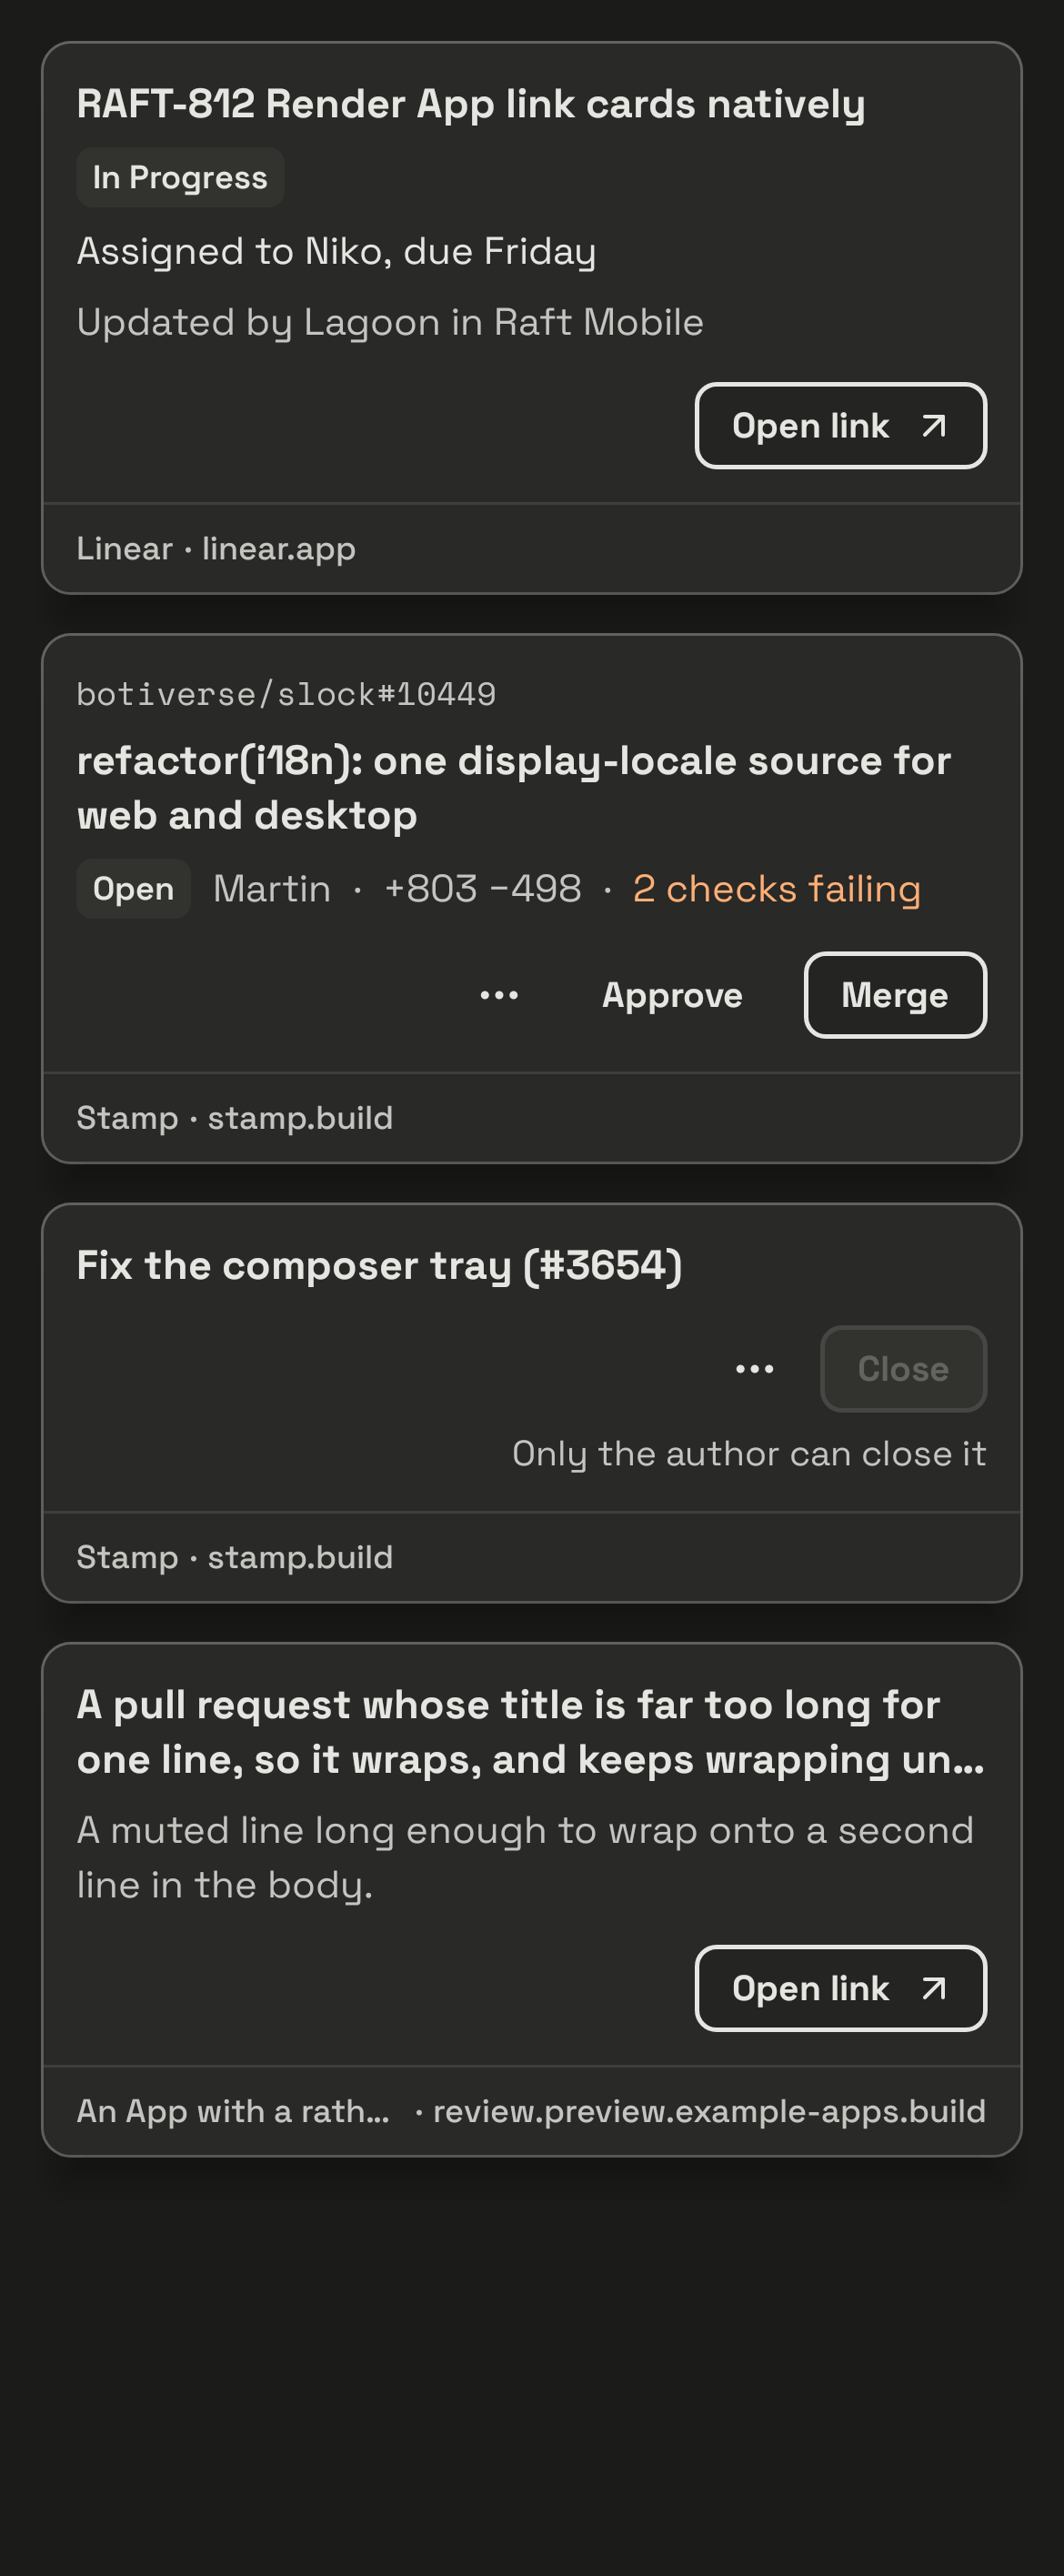 RAFT-812 Render App link cards natively
In Progress
Assigned to Niko, due Friday
Updated by Lagoon in Raft Mobile
Open link
Linear · linear.app
botiverse/slock#10449
refactor(i18n): one display-locale source for
web and desktop
Open Martin · +803 −498 · 2 checks failing
··· Approve Merge
Stamp · stamp.build
Fix the composer tray (#3654)
··· Close
Only the author can close it
Stamp · stamp.build
A pull request whose title is far too long for
one line, so it wraps, and keeps wrapping un…
A muted line long enough to wrap onto a second
line in the body.
Open link
An App with a rath… · review.preview.example-apps.build